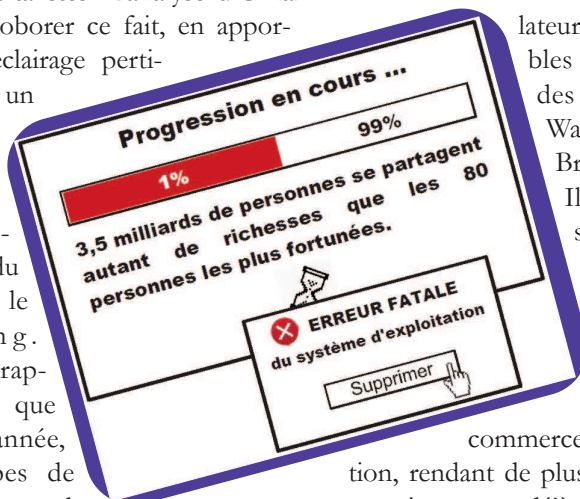 oborer ce fait, en appor-
clairage perti-
un
du
le
n g .
rap-
que
année,
pes de
Progression en cours ...
1% 99%
3,5 milliards de personnes se partagent
autant de richesses que les 80
personnes les plus fortunées.
ERREUR FATALE
du système d'exploitation
Supprimer
lateur
bles
des
Wa
Br
Il
s
commerce
tion, rendant de plus